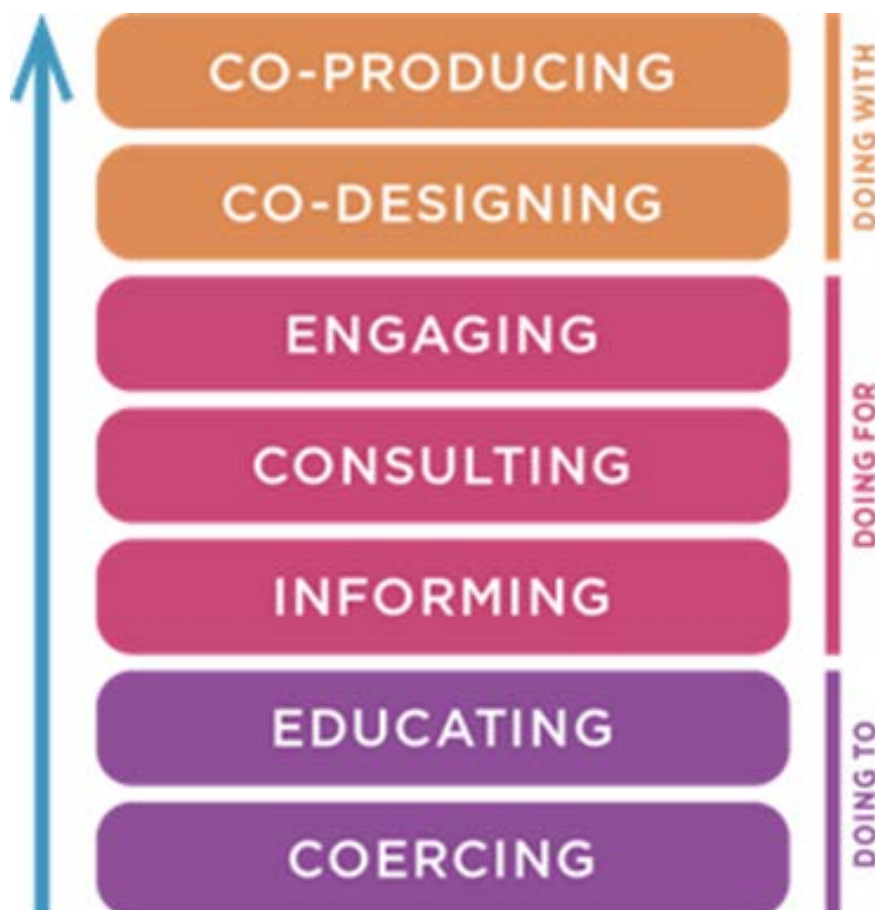 CO-PRODUCING
CO-DESIGNING
DOING WITH
ENGAGING
CONSULTING
INFORMING
DOING FOR
EDUCATING
COERCING
DOING TO